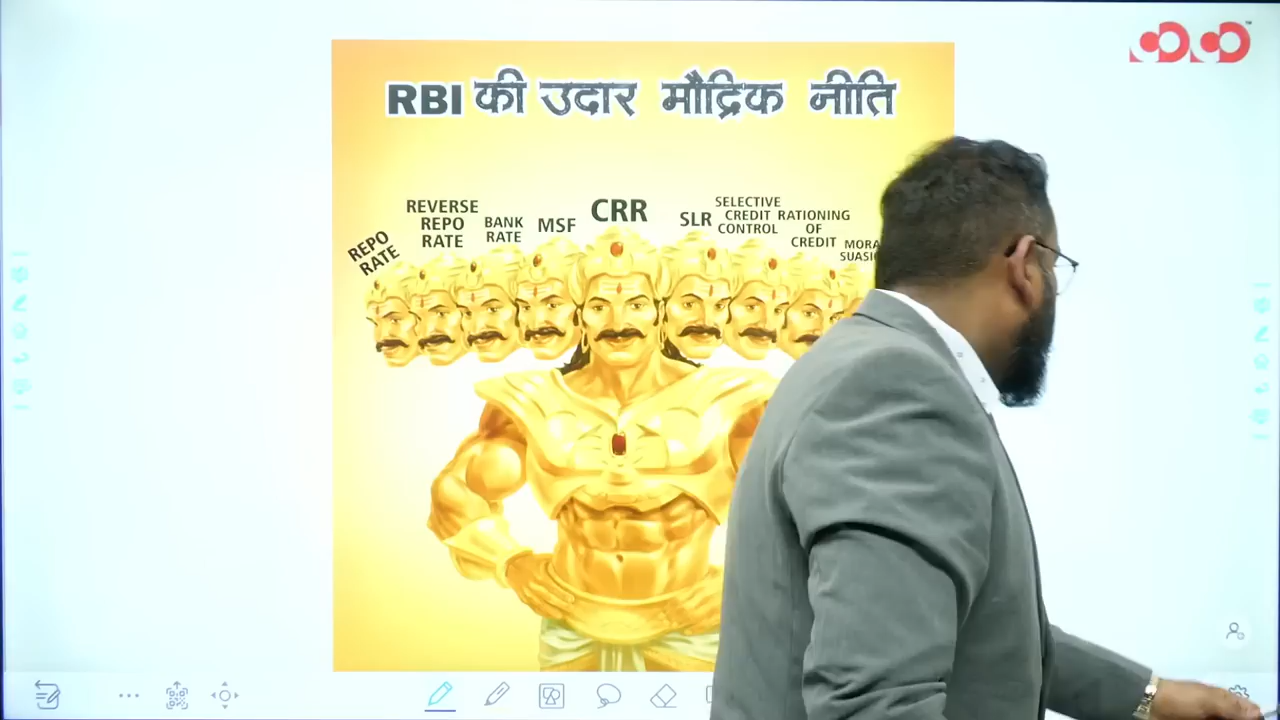 RBI की उदार मौद्रिक नीति
REPO
RATE
REVERSE
REPO
RATE
BANK
RATE
MSF
CRR
SLR
SELECTIVE
CREDIT
CONTROL
RATIONING
OF
CREDIT